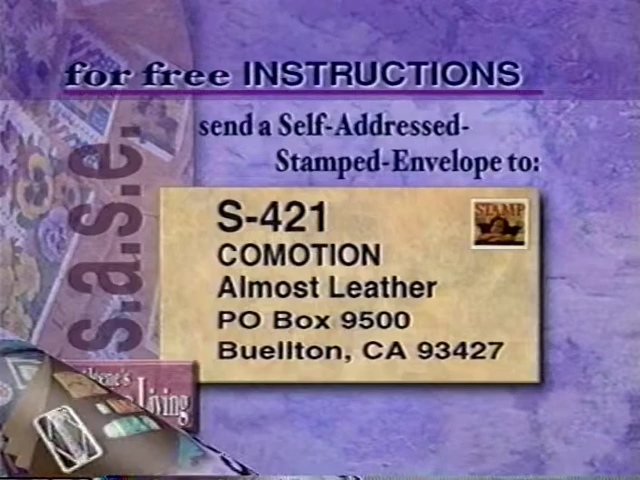 for free INSTRUCTIONS
send a Self-Addressed-
Stamped-Envelope to:
s.a.s.e.
S-421
STAMP
COMOTION
Almost Leather
PO Box 9500
Buellton, CA 93427
Living